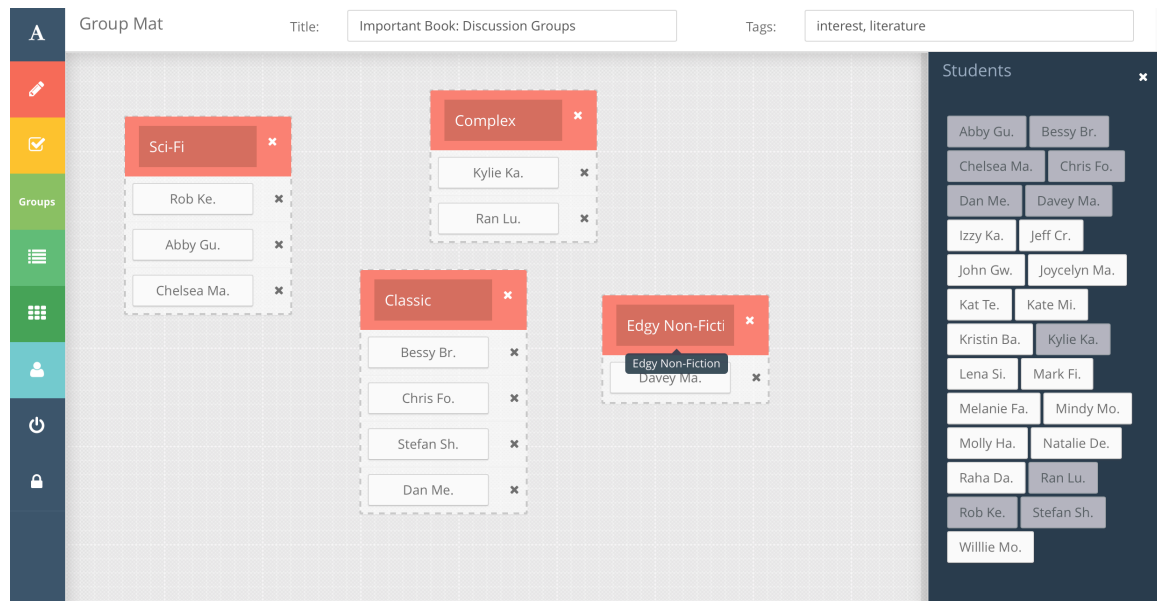 A
Group Mat
Title:
Important Book: Discussion Groups
Tags:
interest, literature
Groups
Sci-Fi
Rob Ke.
Abby Gu.
Chelsea Ma.
Complex
Kylie Ka.
Ran Lu.
Classic
Bessy Br.
Chris Fo.
Stefan Sh.
Dan Me.
Edgy Non-Ficti
Edgy Non-Fiction
Davey Ma.
Students
Abby Gu. Bessy Br.
Chelsea Ma. Chris Fo.
Dan Me. Davey Ma.
Izzy Ka. Jeff Cr.
John Gw. Joycelyn Ma.
Kat Te. Kate Mi.
Kristin Ba. Kylie Ka.
Lena Si. Mark Fi.
Melanie Fa. Mindy Mo.
Molly Ha. Natalie De.
Raha Da. Ran Lu.
Rob Ke. Stefan Sh.
Willlie Mo.